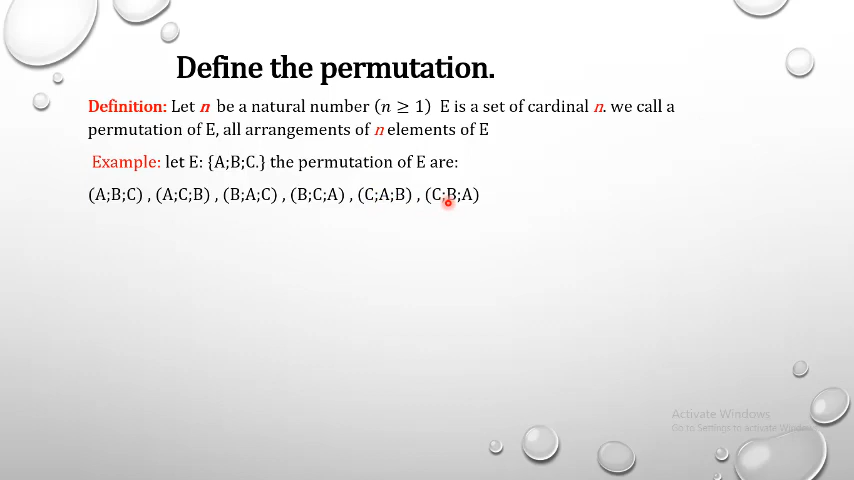 Define the permutation.
Definition: Let n be a natural number (n ≥ 1) E is a set of cardinal n. we call a
permutation of E, all arrangements of n elements of E
Example: let E: {A;B;C.} the permutation of E are:
(A;B;C) , (A;C;B) , (B;A;C) , (B;C;A) , (C;A;B) , (C;B;A)
Activate Windows
Go to Settings to activate Windows